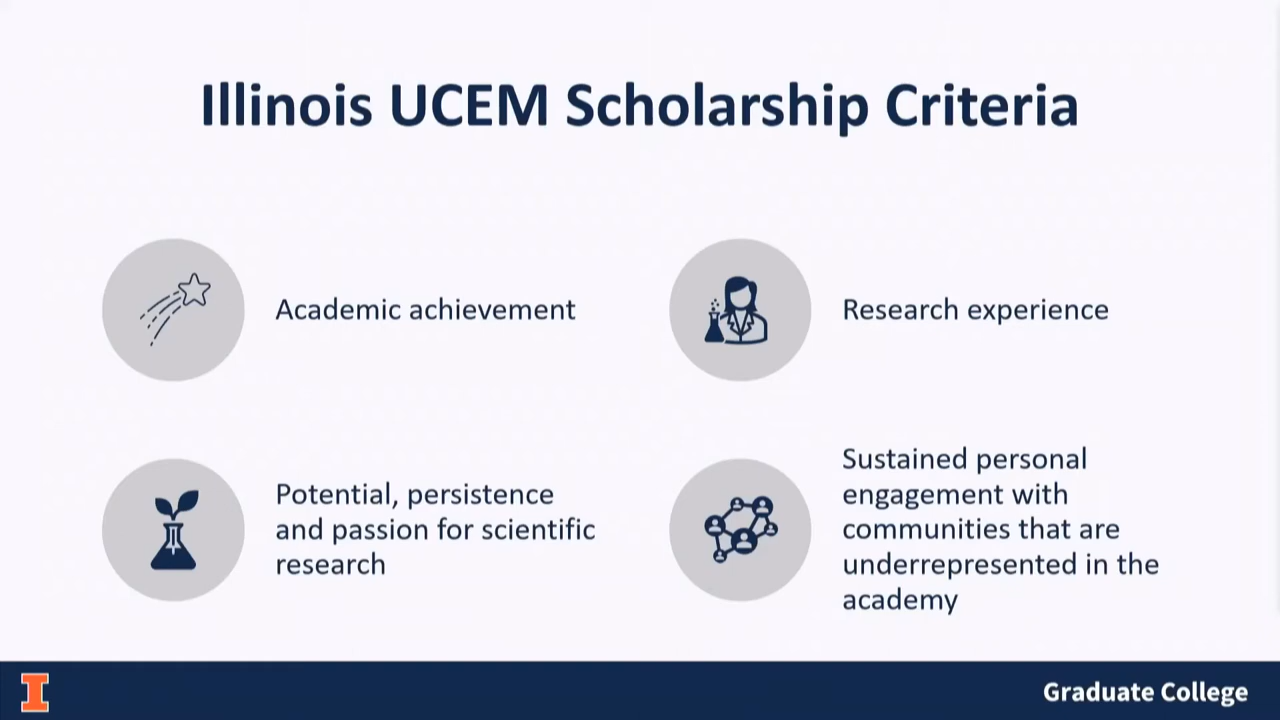 Illinois UCEM Scholarship Criteria
Academic achievement
Research experience
Potential, persistence
and passion for scientific
research
Sustained personal
engagement with
communities that are
underrepresented in the
academy
I
Graduate College